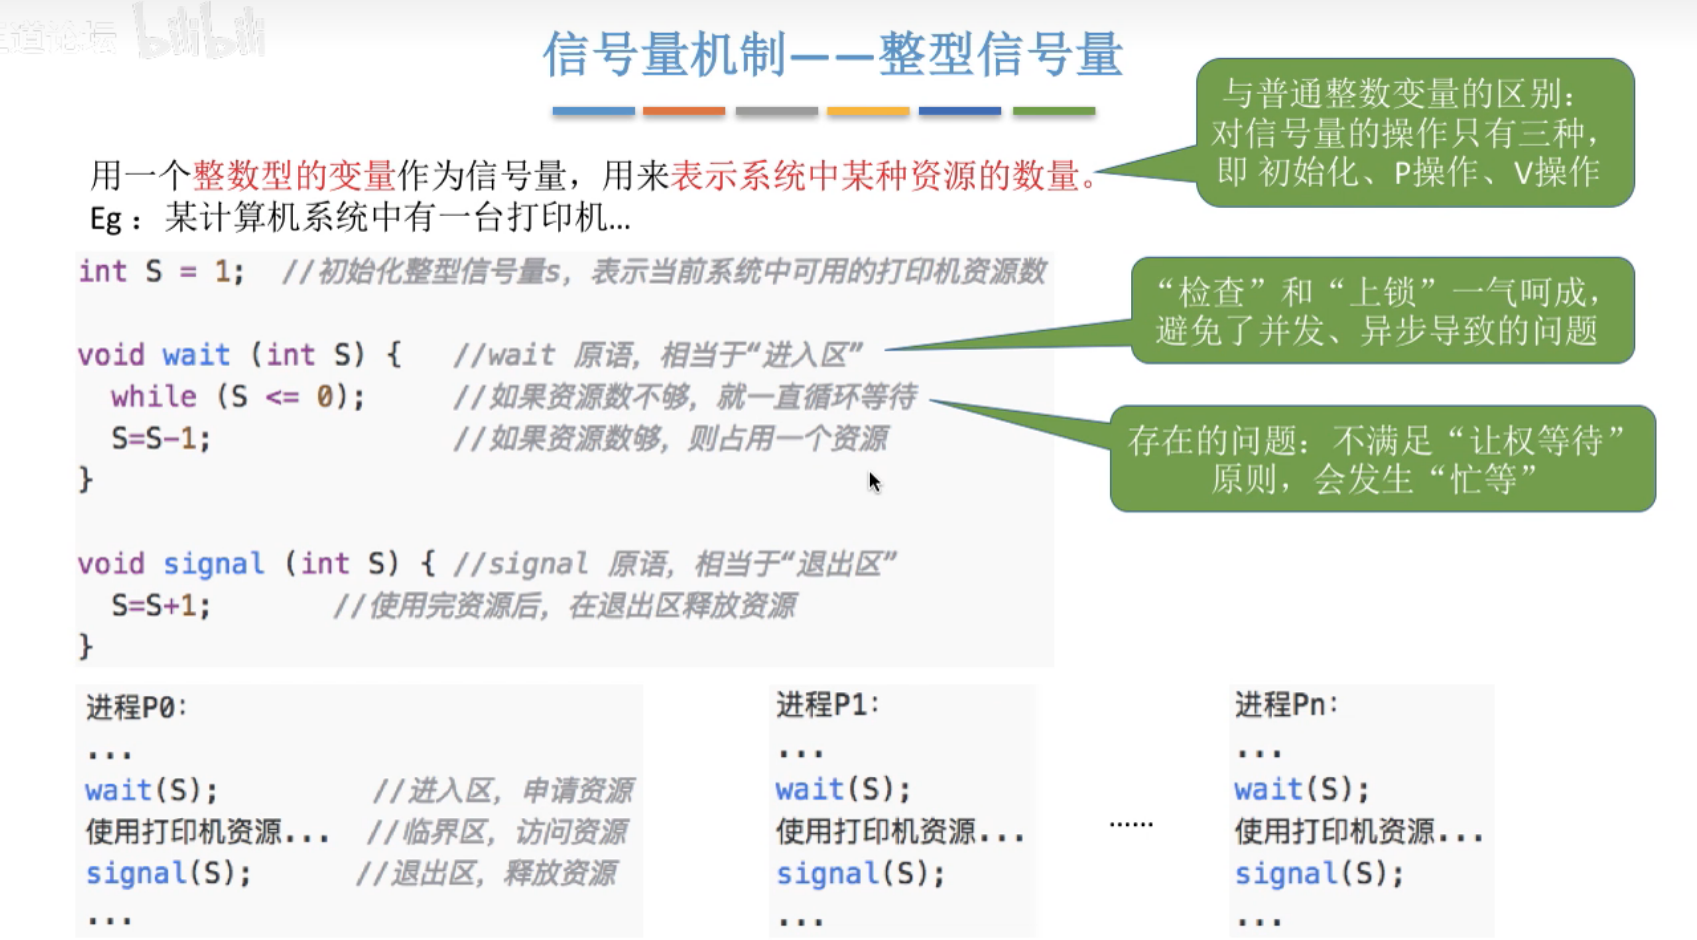 王道论坛 bilibili
信号量机制——整型信号量
与普通整数变量的区别：
对信号量的操作只有三种，
即 初始化、P操作、V操作
用一个整数型的变量作为信号量，用来表示系统中某种资源的数量。
Eg：某计算机系统中有一台打印机...
int S = 1;  //初始化整型信号量s，表示当前系统中可用的打印机资源数
void wait (int S) {   //wait 原语，相当于“进入区”
while (S <= 0);      //如果资源数不够，就一直循环等待
S=S-1;               //如果资源数够，则占用一个资源
}
“检查”和“上锁”一气呵成，
避免了并发、异步导致的问题
存在的问题：不满足“让权等待”
原则，会发生“忙等”
void signal (int S) { //signal 原语，相当于“退出区”
S=S+1;        //使用完资源后，在退出区释放资源
}
进程P0：
...
wait(S);          //进入区，申请资源
使用打印机资源...  //临界区，访问资源
signal(S);       //退出区，释放资源
...
进程P1：
...
wait(S);
使用打印机资源...
signal(S);
...
......
进程Pn：
...
wait(S);
使用打印机资源...
signal(S);
...